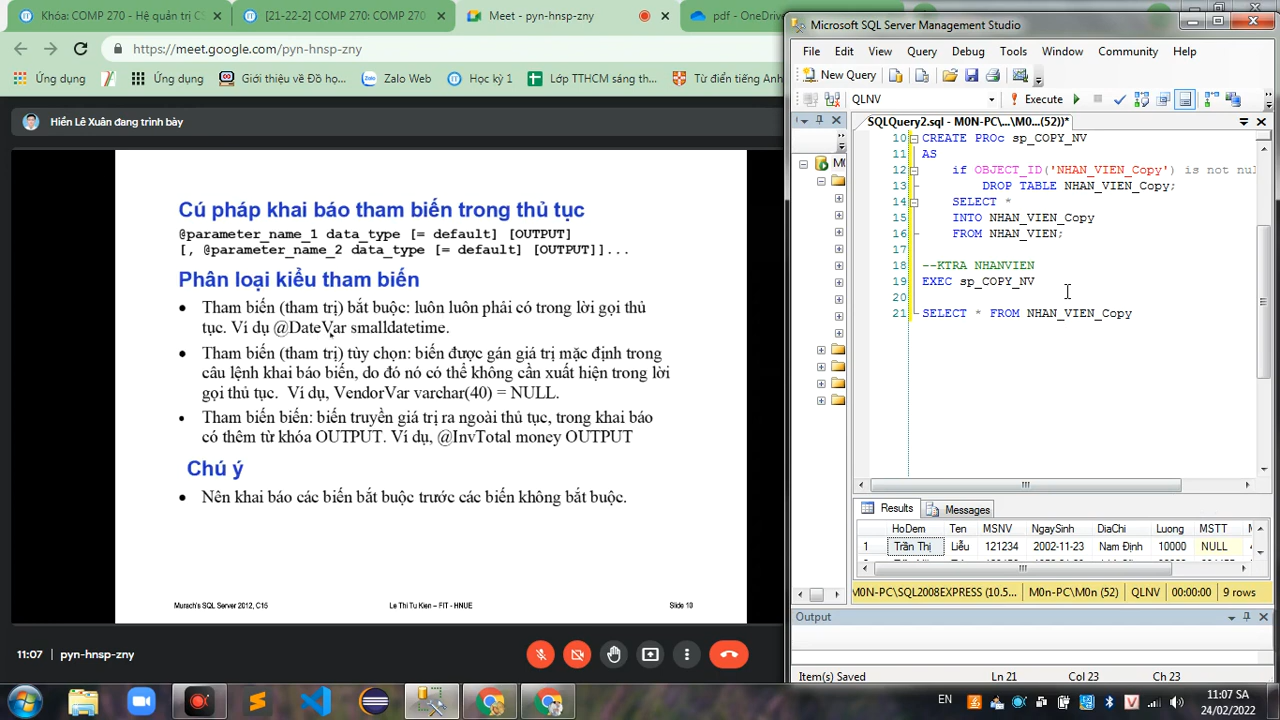 Khóa: COMP 270 - Hệ quản trị CS
[21-22-2] COMP 270: COMP 270
Meet - pyn-hnsp-zny
pdf - OneDrive
https://meet.google.com/pyn-hnsp-zny
Ứng dụng
Ứng dụng
Giới thiệu về Đồ họ...
Zalo Web
Học kỳ 1
Lớp TTHCM sáng th...
Từ điển tiếng Anh
Hiền Lê Xuân đang trình bày
Cú pháp khai báo tham biến trong thủ tục
@parameter_name_1 data_type [= default] [OUTPUT]
[, @parameter_name_2 data_type [= default] [OUTPUT]]...
Phân loại kiểu tham biến
• Tham biến (tham trị) bắt buộc: luôn luôn phải có trong lời gọi thủ
tục. Ví dụ @DateVar smalldatetime.
• Tham biến (tham trị) tùy chọn: biến được gán giá trị mặc định trong
câu lệnh khai báo biến, do đó nó có thể không cần xuất hiện trong lời
gọi thủ tục. Ví dụ, VendorVar varchar(40) = NULL.
• Tham biến biến: biến truyền giá trị ra ngoài thủ tục, trong khai báo
có thêm từ khóa OUTPUT. Ví dụ, @InvTotal money OUTPUT
Chú ý
• Nên khai báo các biến bắt buộc trước các biến không bắt buộc.
Murach's SQL Server 2012, C15
Le Thi Tu Kien – FIT - HNUE
Slide 10
11:07 pyn-hnsp-zny
Microsoft SQL Server Management Studio
File Edit View Query Debug Tools Window Community Help
New Query
QLNV
Execute
SQLQuery2.sql - M0N-PC\...\M0...(52))*
10 CREATE PROc sp_COPY_NV
11 AS
12 if OBJECT_ID('NHAN_VIEN_Copy') is not nul
13 DROP TABLE NHAN_VIEN_Copy;
14 SELECT *
15 INTO NHAN_VIEN_Copy
16 FROM NHAN_VIEN;
17
18 --KTRA NHANVIEN
19 EXEC sp_COPY_NV
20
21 SELECT * FROM NHAN_VIEN_Copy
Results Messages
HoDem Ten MSNV NgaySinh DiaChi Luong MSTT
1 Trần Thị Liễu 121234 2002-11-23 Nam Định 10000 NULL
M0n-PC\SQL2008EXPRESS (10.5... M0n-PC\M0n (52) QLNV 00:00:00 9 rows
Output
Item(s) Saved Ln 21 Col 23 Ch 23
EN
11:07 SA
24/02/2022